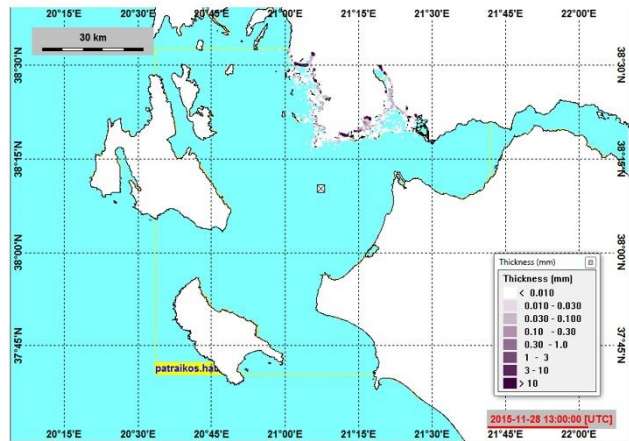 20°15'E 20°30'E 20°45'E 21°00'E 21°15'E 21°30'E 21°45'E 22°00'E
30 km
38°30'N 38°30'N
38°15'N 38°15'N
38°00'N 38°00'N
Thickness (mm)
Thickness (mm)
< 0.010
0.010 - 0.030
0.030 - 0.100
0.10 - 0.30
0.30 - 1.0
1 - 3
3 - 10
> 10
37°45'N 37°45'N
patraikos.hab
2015-11-28 13:00:00 [UTC]
20°15'E 20°30'E 20°45'E 21°00'E 21°15'E 21°30'E 21°45'E 22°00'E